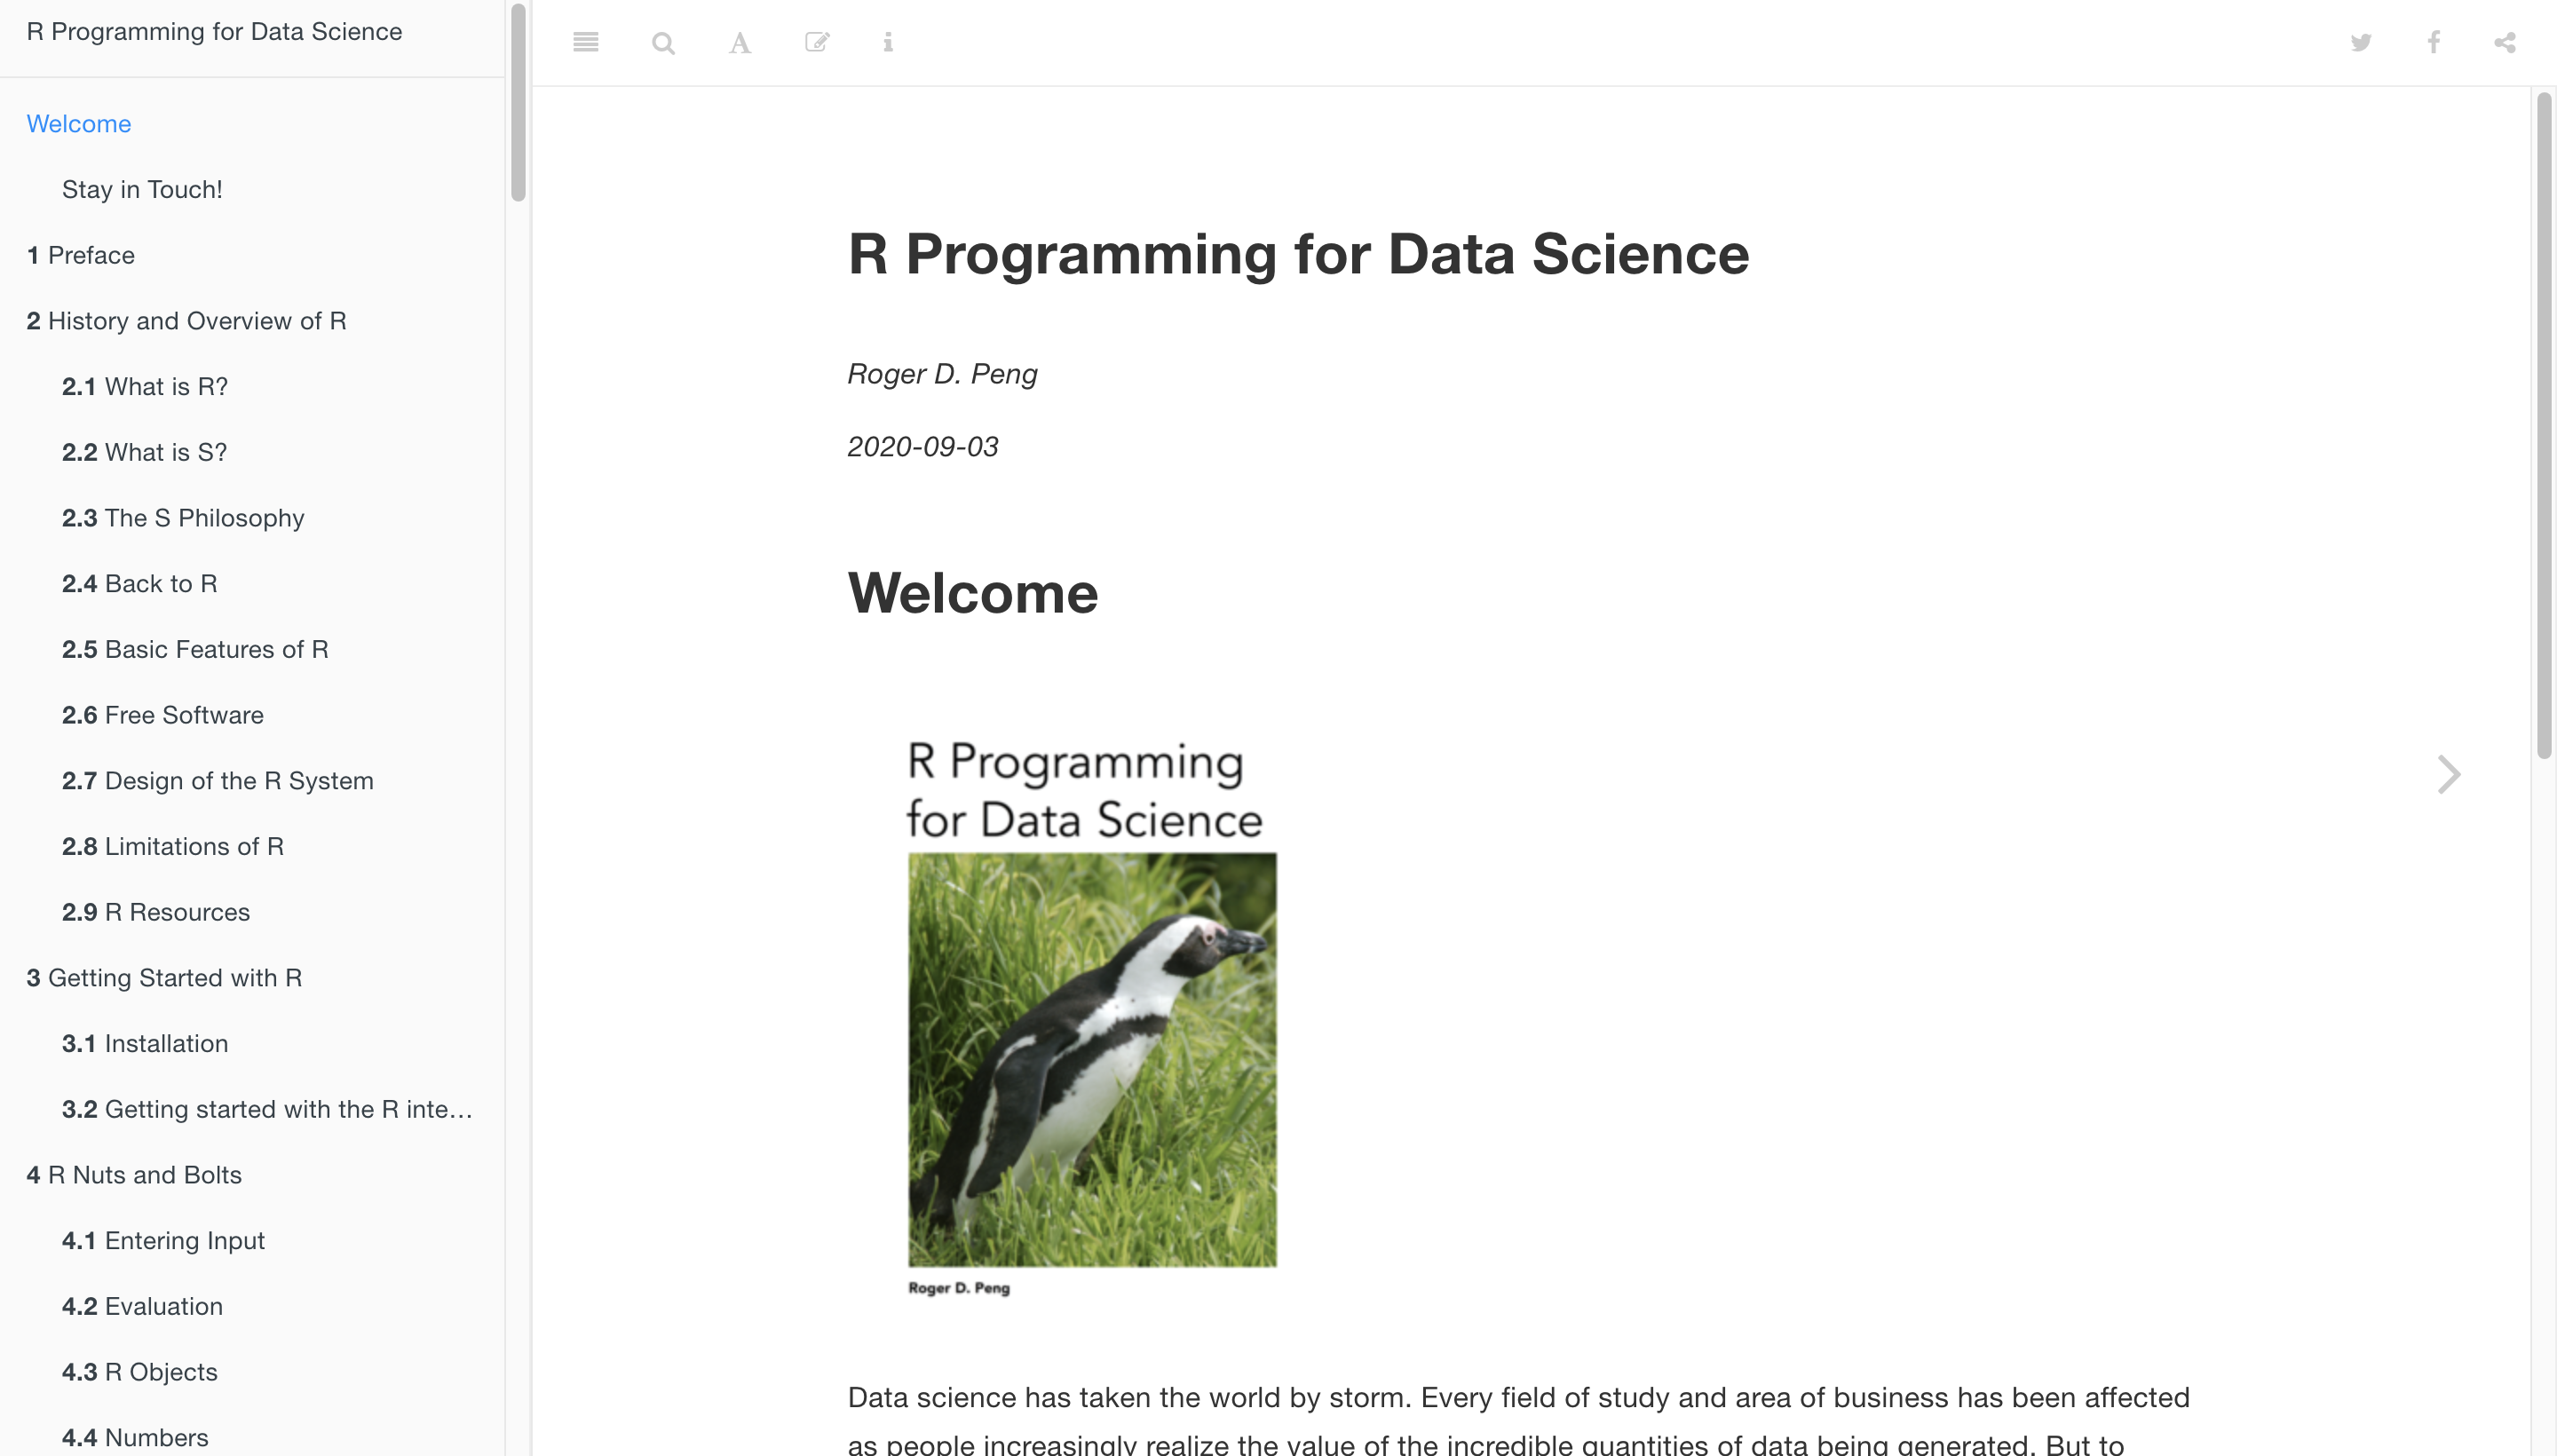 R Programming for Data Science
Welcome
Stay in Touch!
1 Preface
2 History and Overview of R
2.1 What is R?
2.2 What is S?
2.3 The S Philosophy
2.4 Back to R
2.5 Basic Features of R
2.6 Free Software
2.7 Design of the R System
2.8 Limitations of R
2.9 R Resources
3 Getting Started with R
3.1 Installation
3.2 Getting started with the R inte…
4 R Nuts and Bolts
4.1 Entering Input
4.2 Evaluation
4.3 R Objects
4.4 Numbers
R Programming for Data Science
Roger D. Peng
2020-09-03
Welcome
R Programming
for Data Science
Roger D. Peng
Data science has taken the world by storm. Every field of study and area of business has been affected
as people increasingly realize the value of the incredible quantities of data being generated. But to